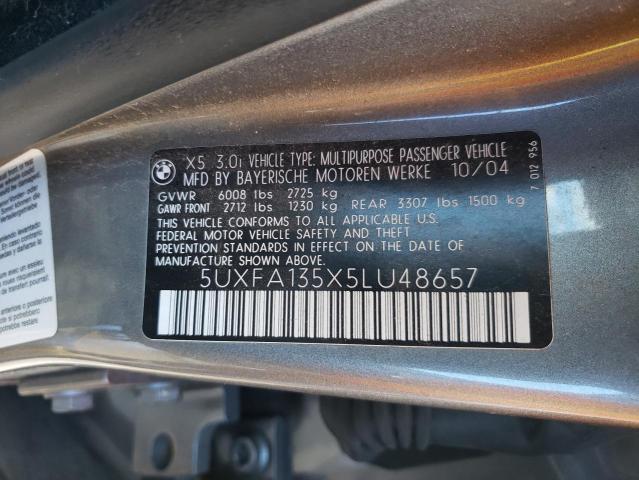 X5 3.0i VEHICLE TYPE: MULTIPURPOSE PASSENGER VEHICLE
MFD BY BAYERISCHE MOTOREN WERKE 10/04
GVWR 6008 lbs 2725 kg
GAWR FRONT 2712 lbs 1230 kg REAR 3307 lbs 1500 kg
THIS VEHICLE CONFORMS TO ALL APPLICABLE U.S.
FEDERAL MOTOR VEHICLE SAFETY AND
THEFT PREVENTION STANDARDS IN EFFECT ON THE DATE OF
MANUFACTURE SHOWN ABOVE.
5UXFA135X5LU48657
7 012 956